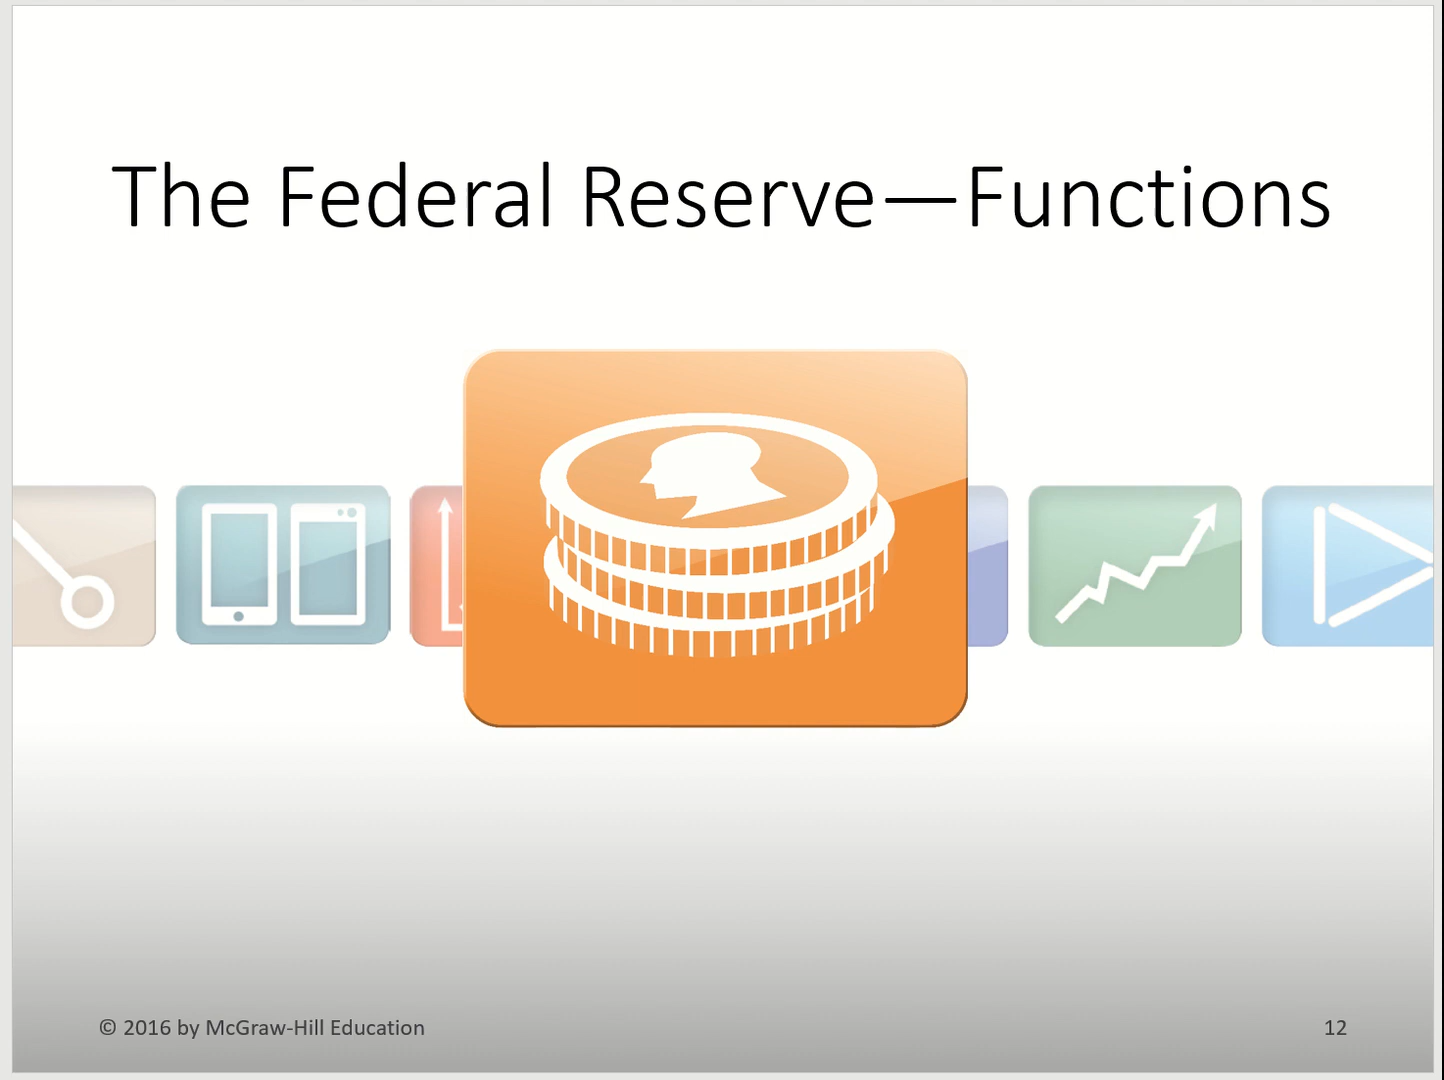 The Federal Reserve—Functions
© 2016 by McGraw-Hill Education
12